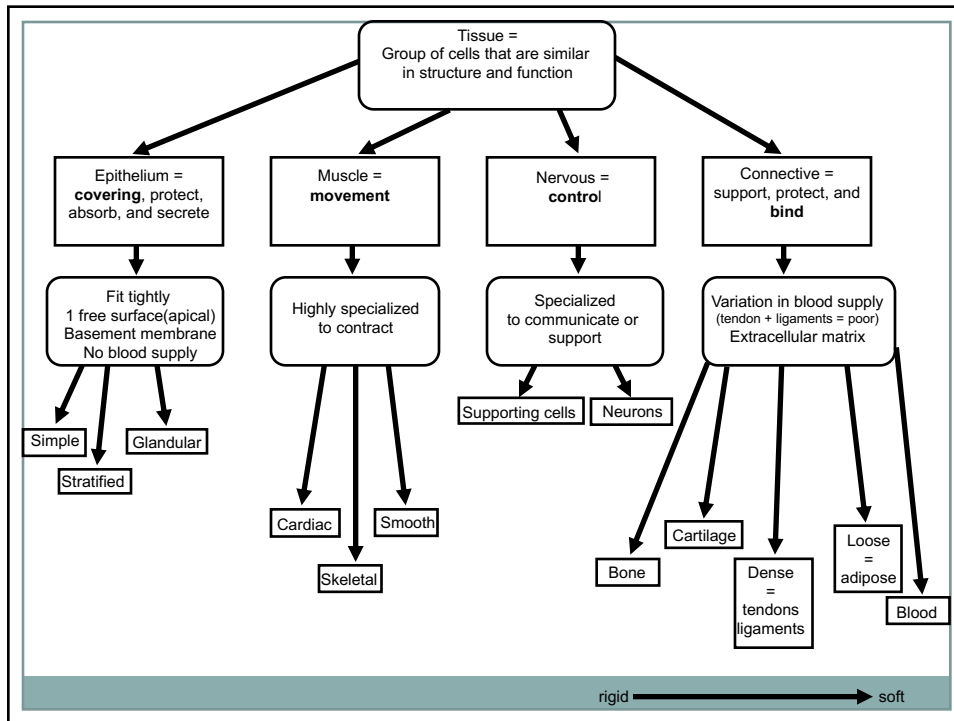 Tissue =
Group of cells that are similar
in structure and function
Epithelium =
covering, protect,
absorb, and secrete
Muscle =
movement
Nervous =
control
Connective =
support, protect, and
bind
Fit tightly
1 free surface(apical)
Basement membrane
No blood supply
Highly specialized
to contract
Specialized
to communicate or
support
Variation in blood supply
(tendon + ligaments = poor)
Extracellular matrix
Simple
Stratified
Glandular
Cardiac
Skeletal
Smooth
Supporting cells
Neurons
Bone
Cartilage
Dense
=
tendons
ligaments
Loose
=
adipose
Blood
rigid
soft